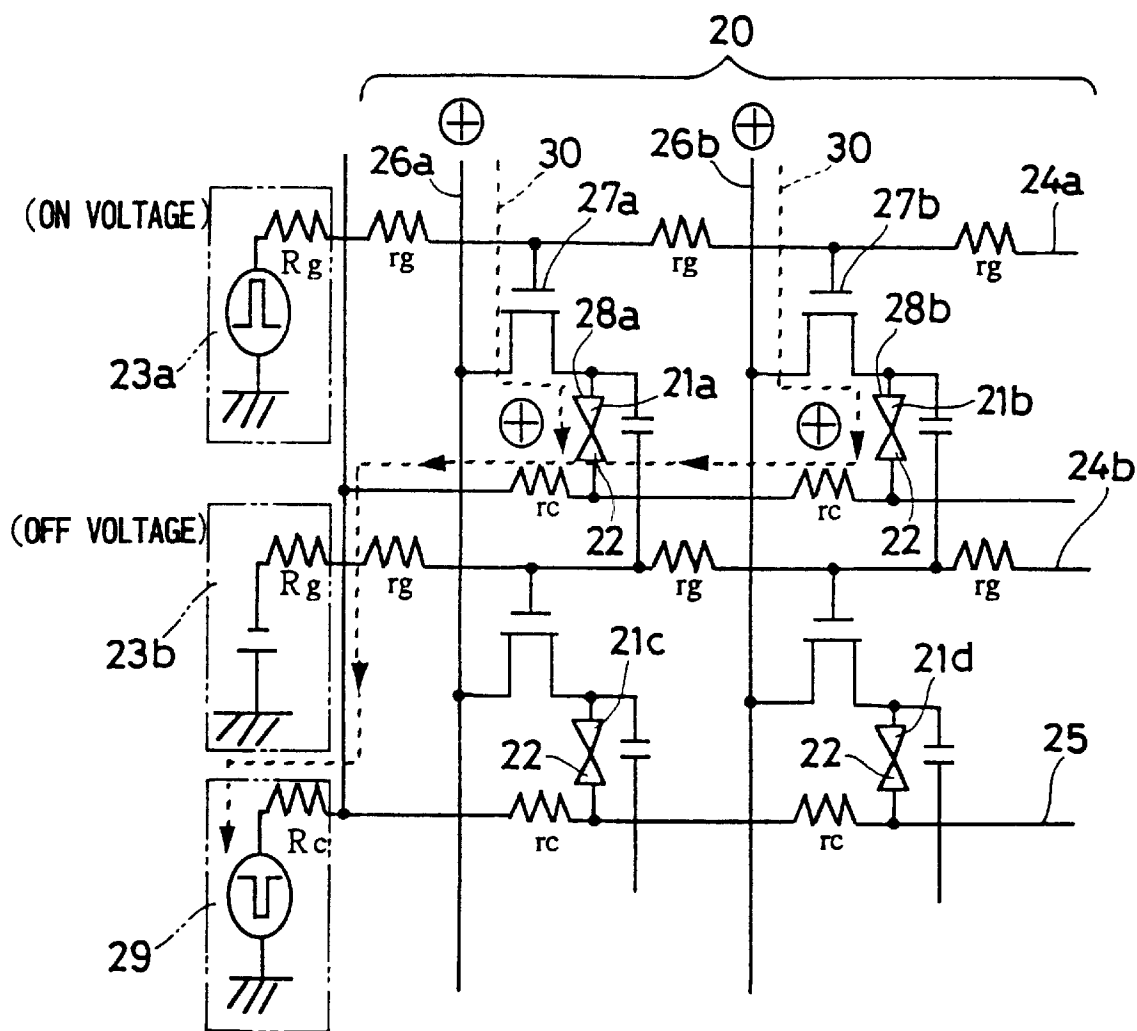 20
26a
30
26b
30
24a
(ON VOLTAGE)
27a
27b
Rg
rg
rg
rg
28a
28b
23a
21a
21b
rc
22
rc
22
24b
(OFF VOLTAGE)
Rg
rg
rg
rg
23b
21c
21d
22
22
25
Rc
rc
rc
29